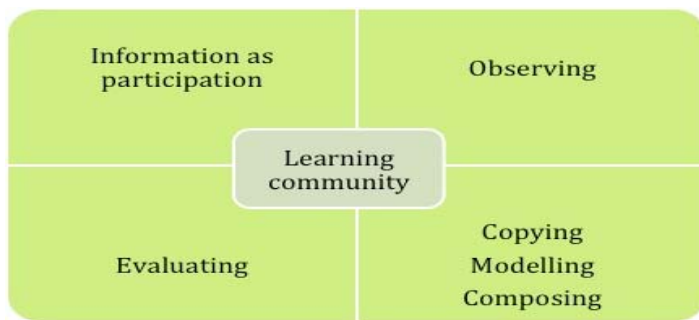 Information as
participation
Observing
Learning
community
Evaluating
Copying
Modelling
Composing